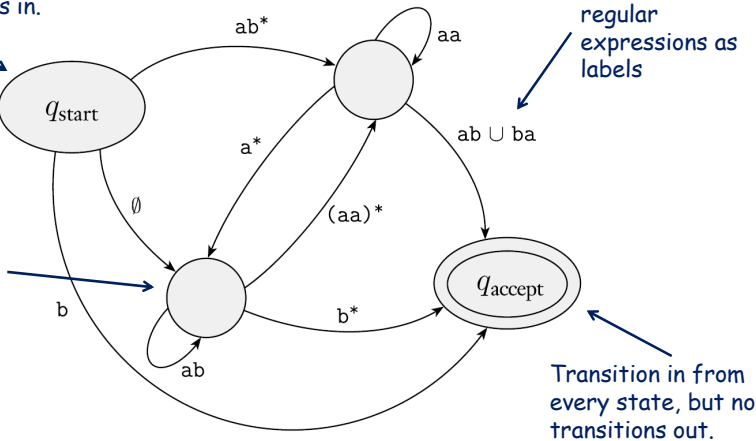 s in.
ab*
aa
regular
expressions as
labels
q_start
a*
ab ∪ ba
∅
(aa)*
b
b*
q_accept
ab
Transition in from
every state, but no
transitions out.